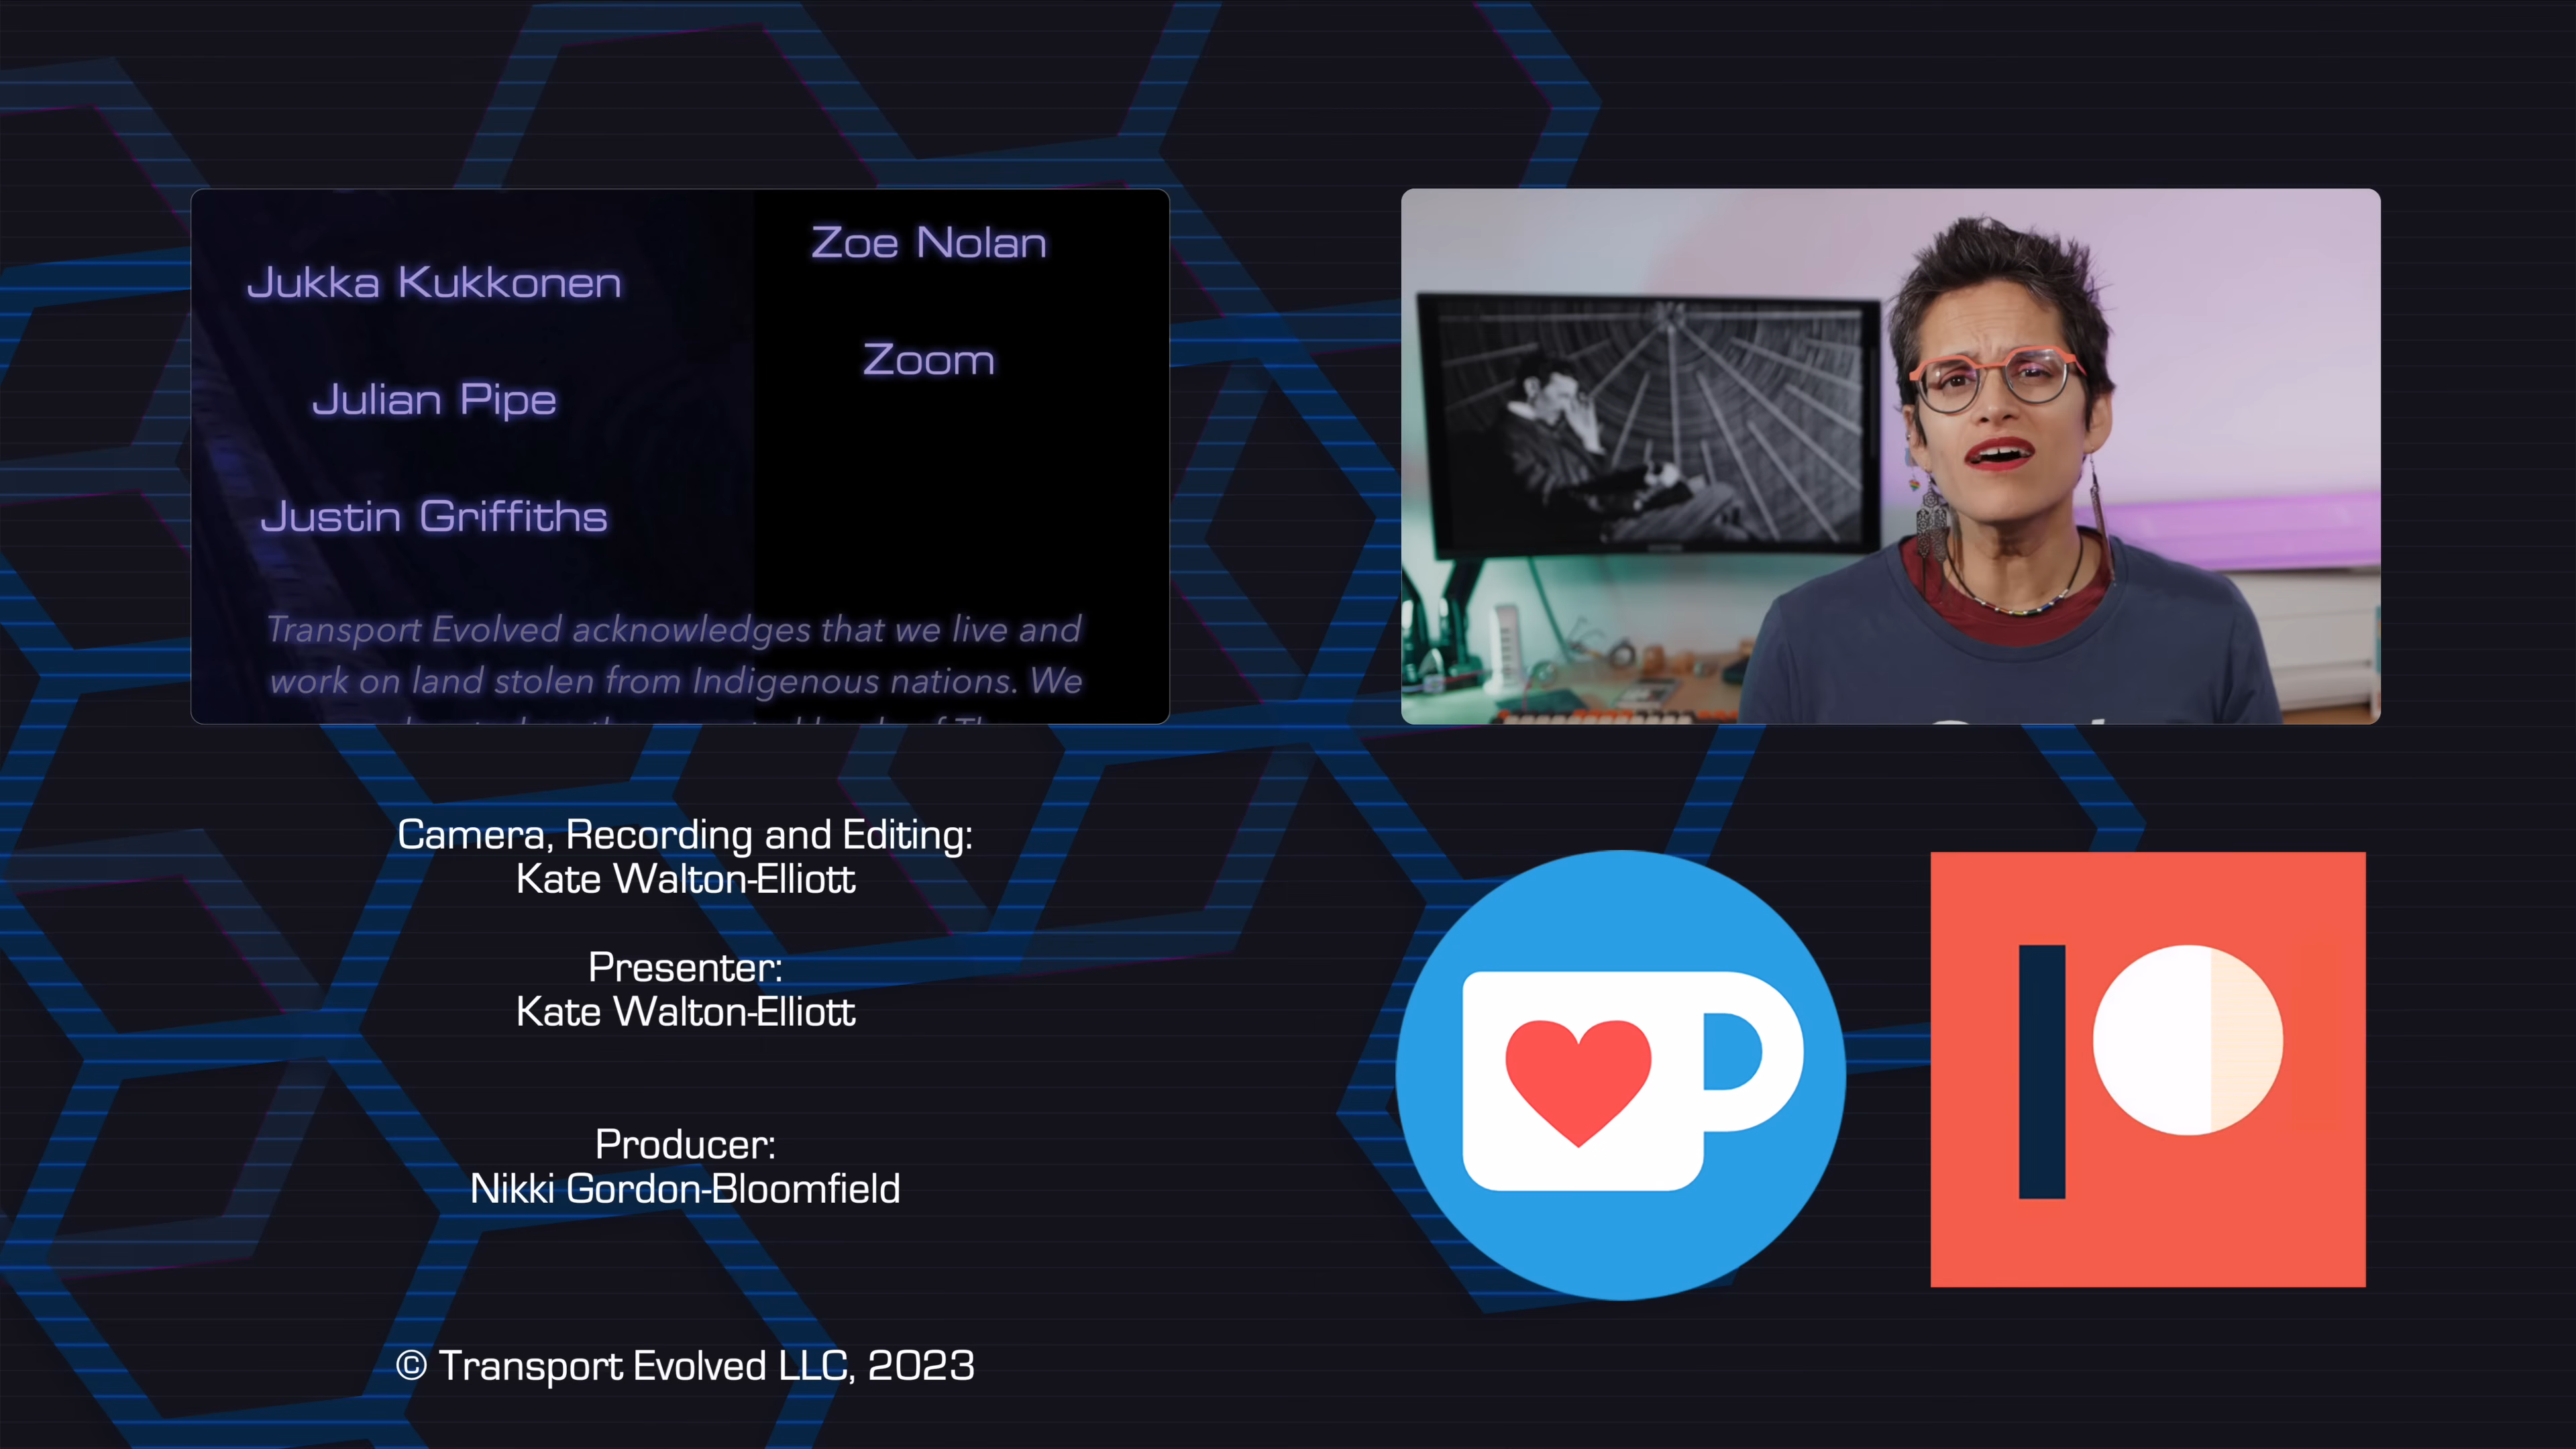 Jukka Kukkonen
Julian Pipe
Justin Griffiths
Zoe Nolan
Zoom
Transport Evolved acknowledges that we live and
work on land stolen from Indigenous nations. We
Camera, Recording and Editing:
Kate Walton-Elliott
Presenter:
Kate Walton-Elliott
Producer:
Nikki Gordon-Bloomfield
© Transport Evolved LLC, 2023